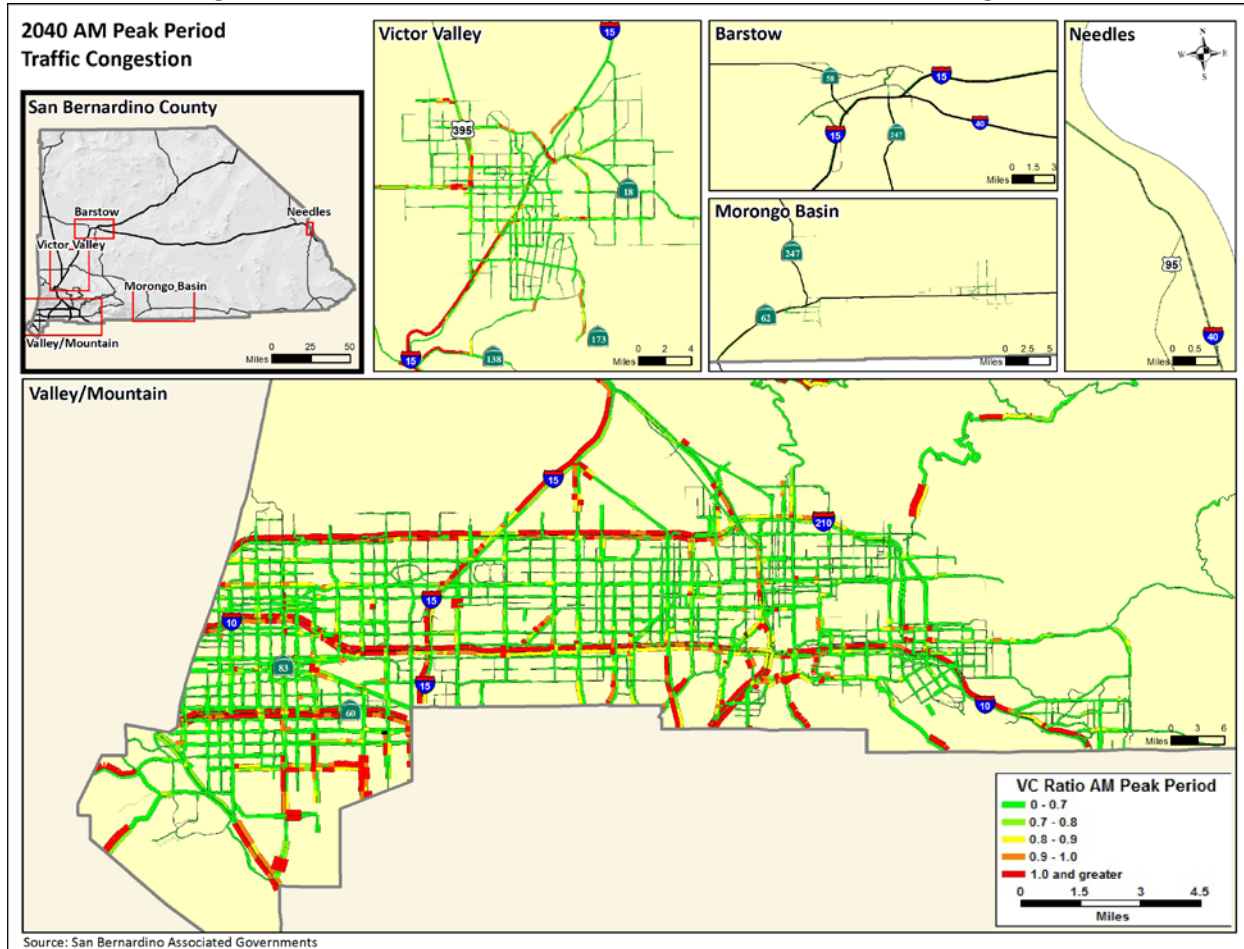 2040 AM Peak Period
Traffic Congestion
San Bernardino County
Barstow
Needles
Victor Valley
Morongo Basin
Valley/Mountain
0 25 50
Miles
Victor Valley
15
395
18
15
138
173
0 2 4
Miles
Barstow
58
15
15
247
40
0 1.5 3
Miles
Morongo Basin
247
62
0 2.5 5
Miles
Needles
N
W E
S
95
40
0 0.5 1
Miles
Valley/Mountain
15
210
15
10
83
15
60
10
0 3 6
Miles
VC Ratio AM Peak Period
0 - 0.7
0.7 - 0.8
0.8 - 0.9
0.9 - 1.0
1.0 and greater
0 1.5 3 4.5
Miles
Source: San Bernardino Associated Governments